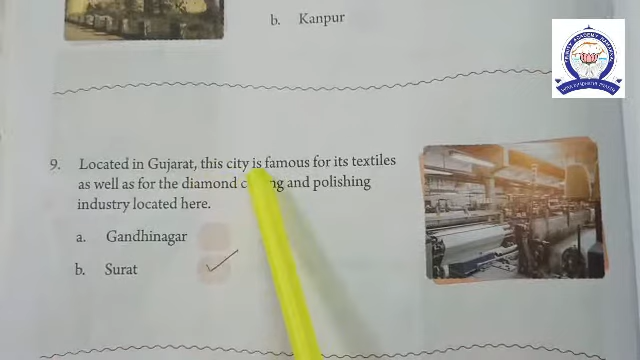 b. Kanpur
9. Located in Gujarat, this city is famous for its textiles
as well as for the diamond and polishing
industry located here.
a. Gandhinagar
b. Surat